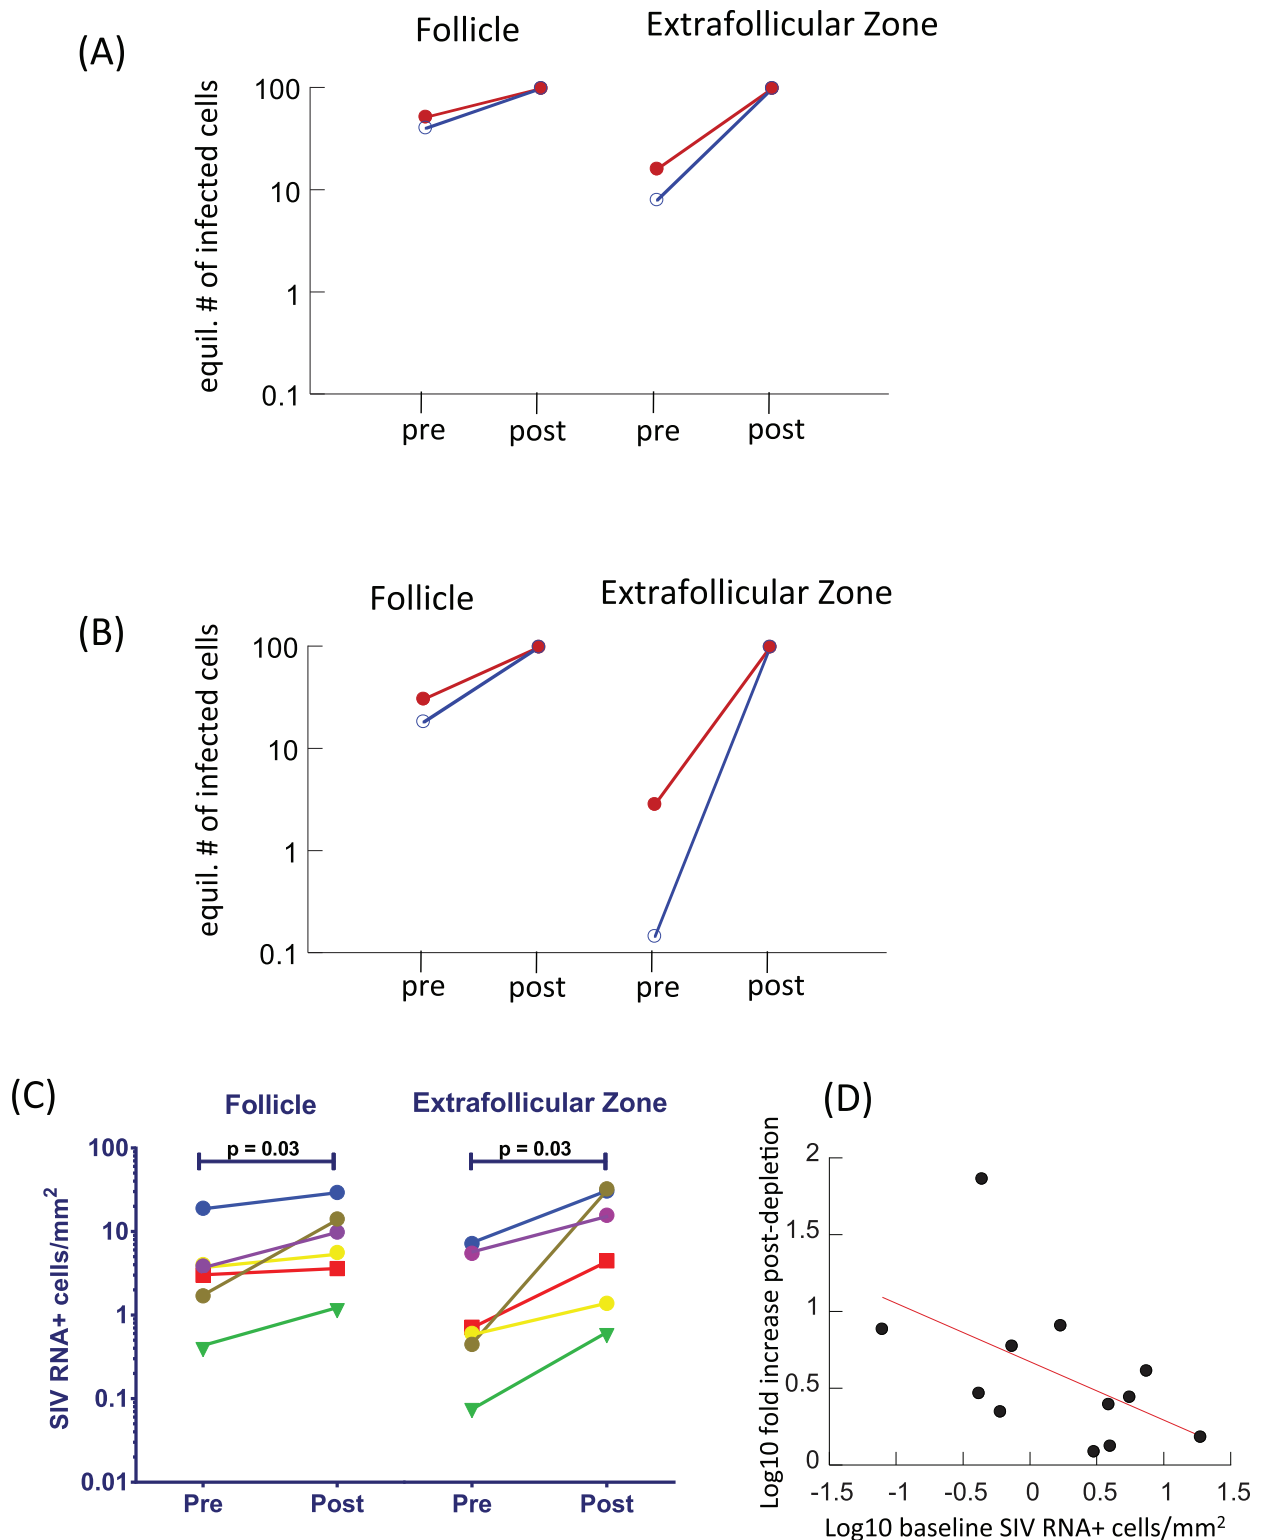 (A)
Follicle
Extrafollicular Zone
equil. # of infected cells
100
10
1
0.1
pre
post
pre
post
(B)
Follicle
Extrafollicular Zone
equil. # of infected cells
100
10
1
0.1
pre
post
pre
post
(C)
Follicle
Extrafollicular Zone
p = 0.03
p = 0.03
SIV RNA+ cells/mm2
100
10
1
0.1
0.01
Pre
Post
Pre
Post
(D)
Log10 fold increase post-depletion
2
1.5
1
0.5
0
-1.5
-1
-0.5
0
0.5
1
1.5
Log10 baseline SIV RNA+ cells/mm2